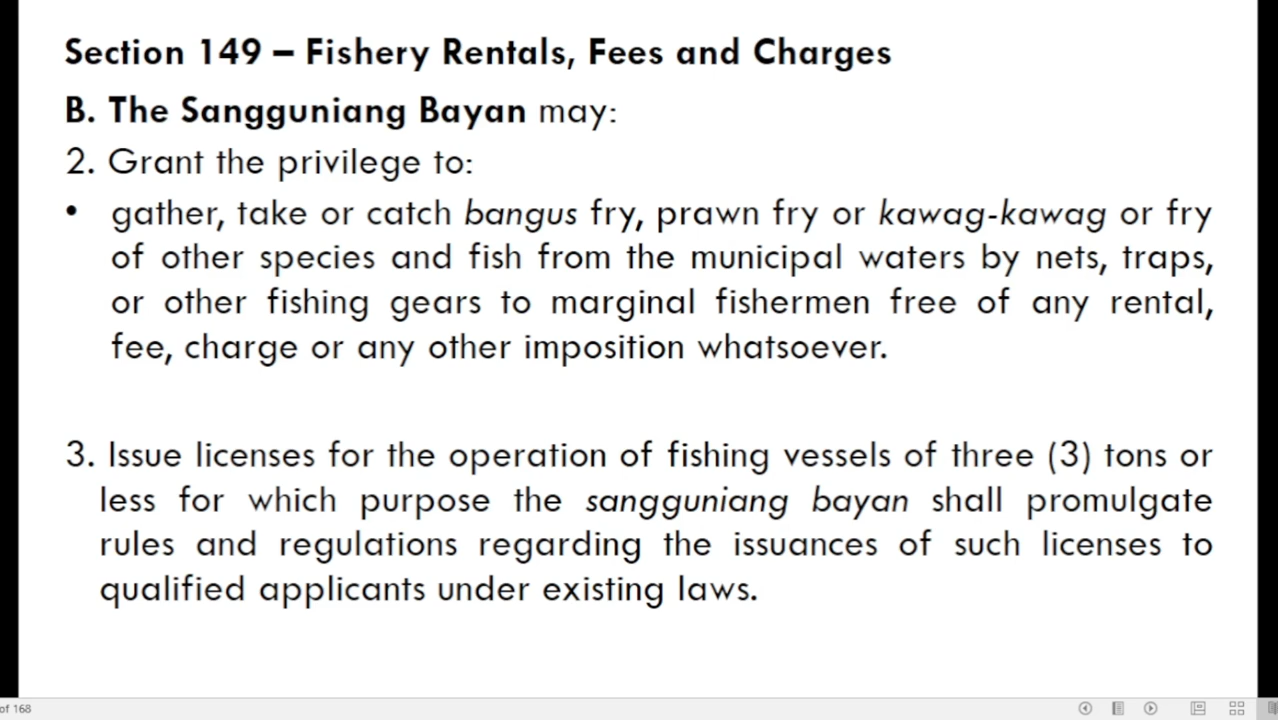 Section 149 – Fishery Rentals, Fees and Charges
B. The Sangguniang Bayan may:
2. Grant the privilege to:
• gather, take or catch bangus fry, prawn fry or kawag-kawag or fry
of other species and fish from the municipal waters by nets, traps,
or other fishing gears to marginal fishermen free of any rental,
fee, charge or any other imposition whatsoever.
3. Issue licenses for the operation of fishing vessels of three (3) tons or
less for which purpose the sangguniang bayan shall promulgate
rules and regulations regarding the issuances of such licenses to
qualified applicants under existing laws.
of 168